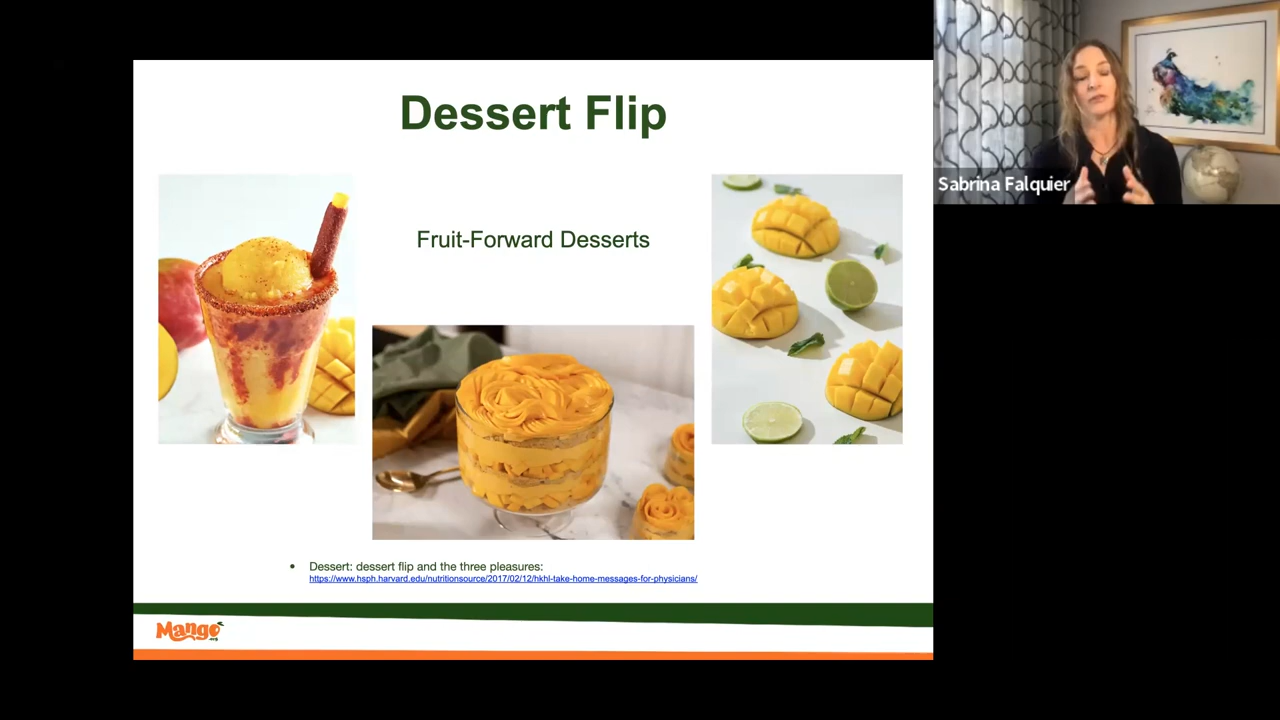 Dessert Flip
Sabrina Falquier
Fruit-Forward Desserts
• Dessert: dessert flip and the three pleasures:
https://www.hsph.harvard.edu/nutritionsource/2017/02/12/hkhl-take-home-messages-for-physicians/
Mango.org